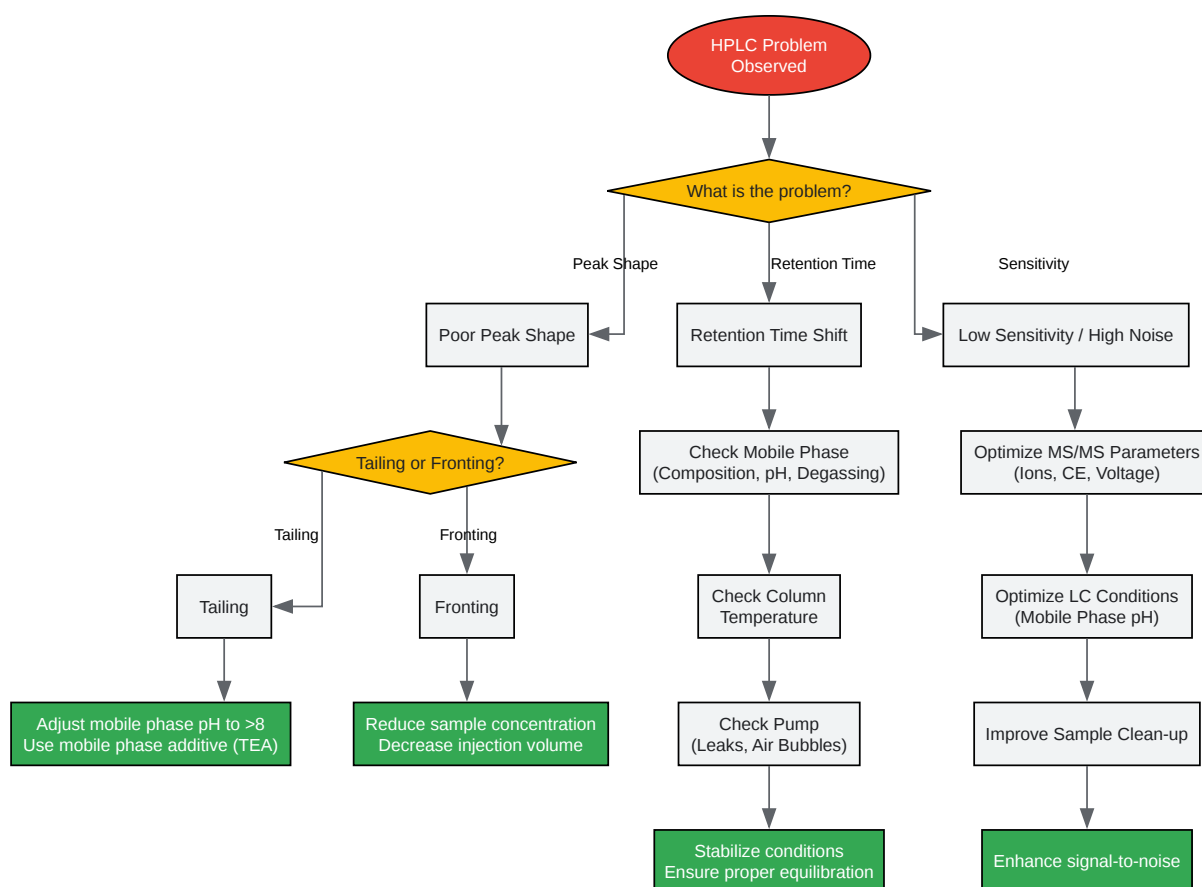 HPLC Problem
Observed
What is the problem?
Peak Shape
Retention Time
Sensitivity
Poor Peak Shape
Retention Time Shift
Low Sensitivity / High Noise
Tailing or Fronting?
Check Mobile Phase
(Composition, pH, Degassing)
Optimize MS/MS Parameters
(Ions, CE, Voltage)
Tailing
Fronting
Tailing
Fronting
Check Column
Temperature
Optimize LC Conditions
(Mobile Phase pH)
Adjust mobile phase pH to >8
Use mobile phase additive (TEA)
Reduce sample concentration
Decrease injection volume
Check Pump
(Leaks, Air Bubbles)
Improve Sample Clean-up
Stabilize conditions
Ensure proper equilibration
Enhance signal-to-noise